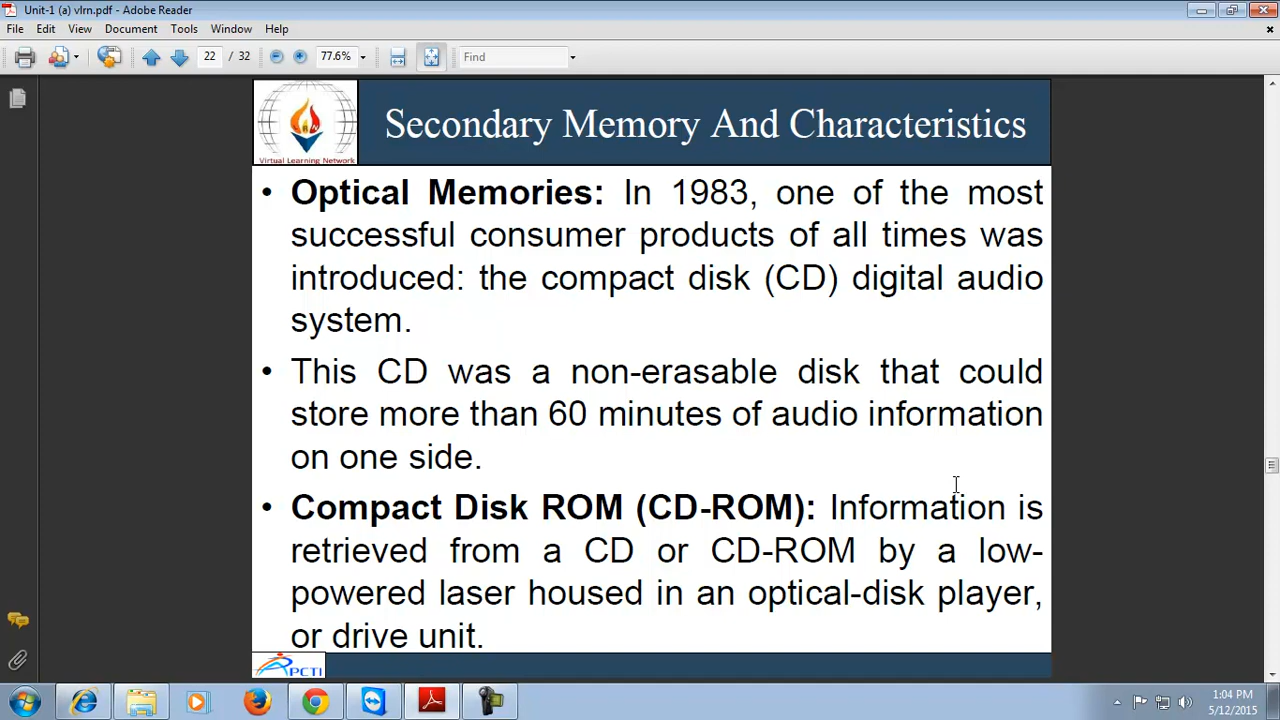 Unit-1 (a) vlrn.pdf - Adobe Reader
File Edit View Document Tools Window Help
22 / 32 77.6% Find
Secondary Memory And Characteristics
Virtual Learning Network
• Optical Memories: In 1983, one of the most
successful consumer products of all times was
introduced: the compact disk (CD) digital audio
system.
• This CD was a non-erasable disk that could
store more than 60 minutes of audio information
on one side.
• Compact Disk ROM (CD-ROM): Information is
retrieved from a CD or CD-ROM by a low-
powered laser housed in an optical-disk player,
or drive unit.
PCTI
1:04 PM
5/12/2015